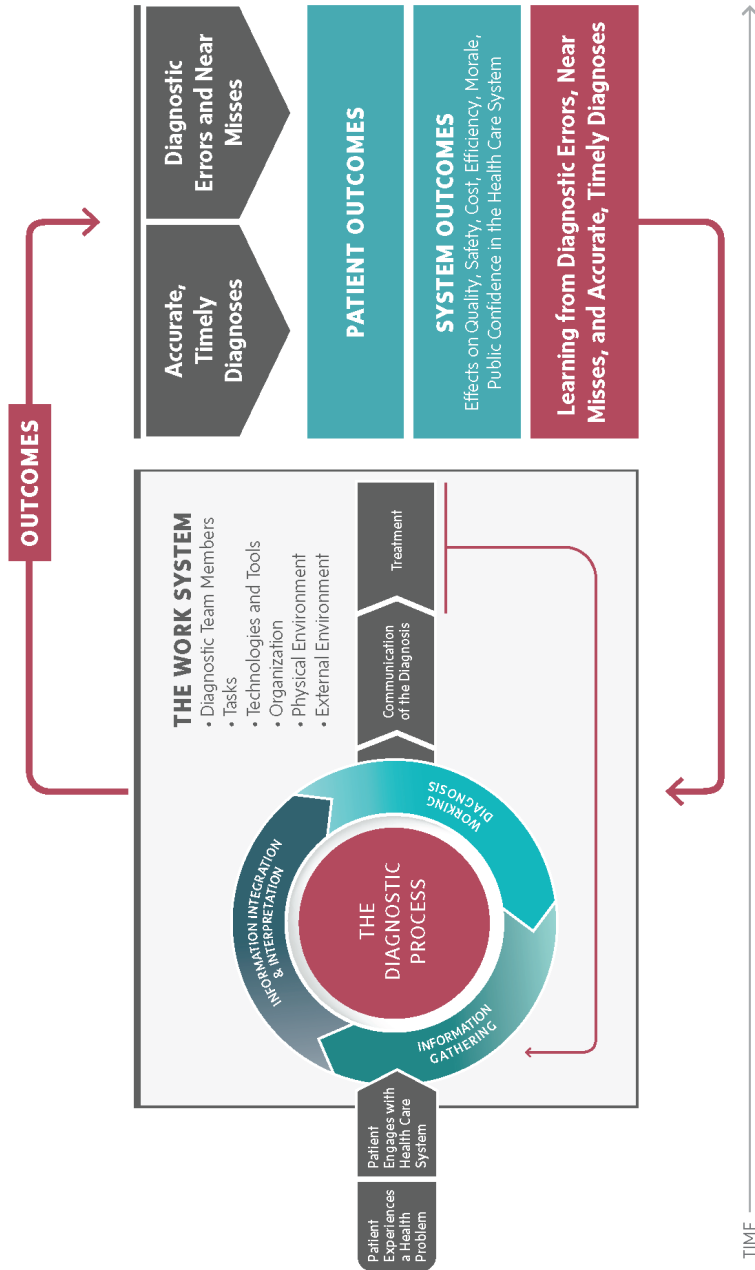 OUTCOMES
Patient
Experiences
a Health
Problem
Patient
Engages with
Health Care
System
THE WORK SYSTEM
• Diagnostic Team Members
• Tasks
• Technologies and Tools
• Organization
• Physical Environment
• External Environment
INFORMATION INTEGRATION
& INTERPRETATION
WORKING
DIAGNOSIS
INFORMATION
GATHERING
THE
DIAGNOSTIC
PROCESS
Communication
of the Diagnosis
Treatment
Accurate,
Timely
Diagnoses
Diagnostic
Errors and Near
Misses
PATIENT OUTCOMES
SYSTEM OUTCOMES
Effects on Quality, Safety, Cost, Efficiency, Morale,
Public Confidence in the Health Care System
Learning from Diagnostic Errors, Near
Misses, and Accurate, Timely Diagnoses
TIME